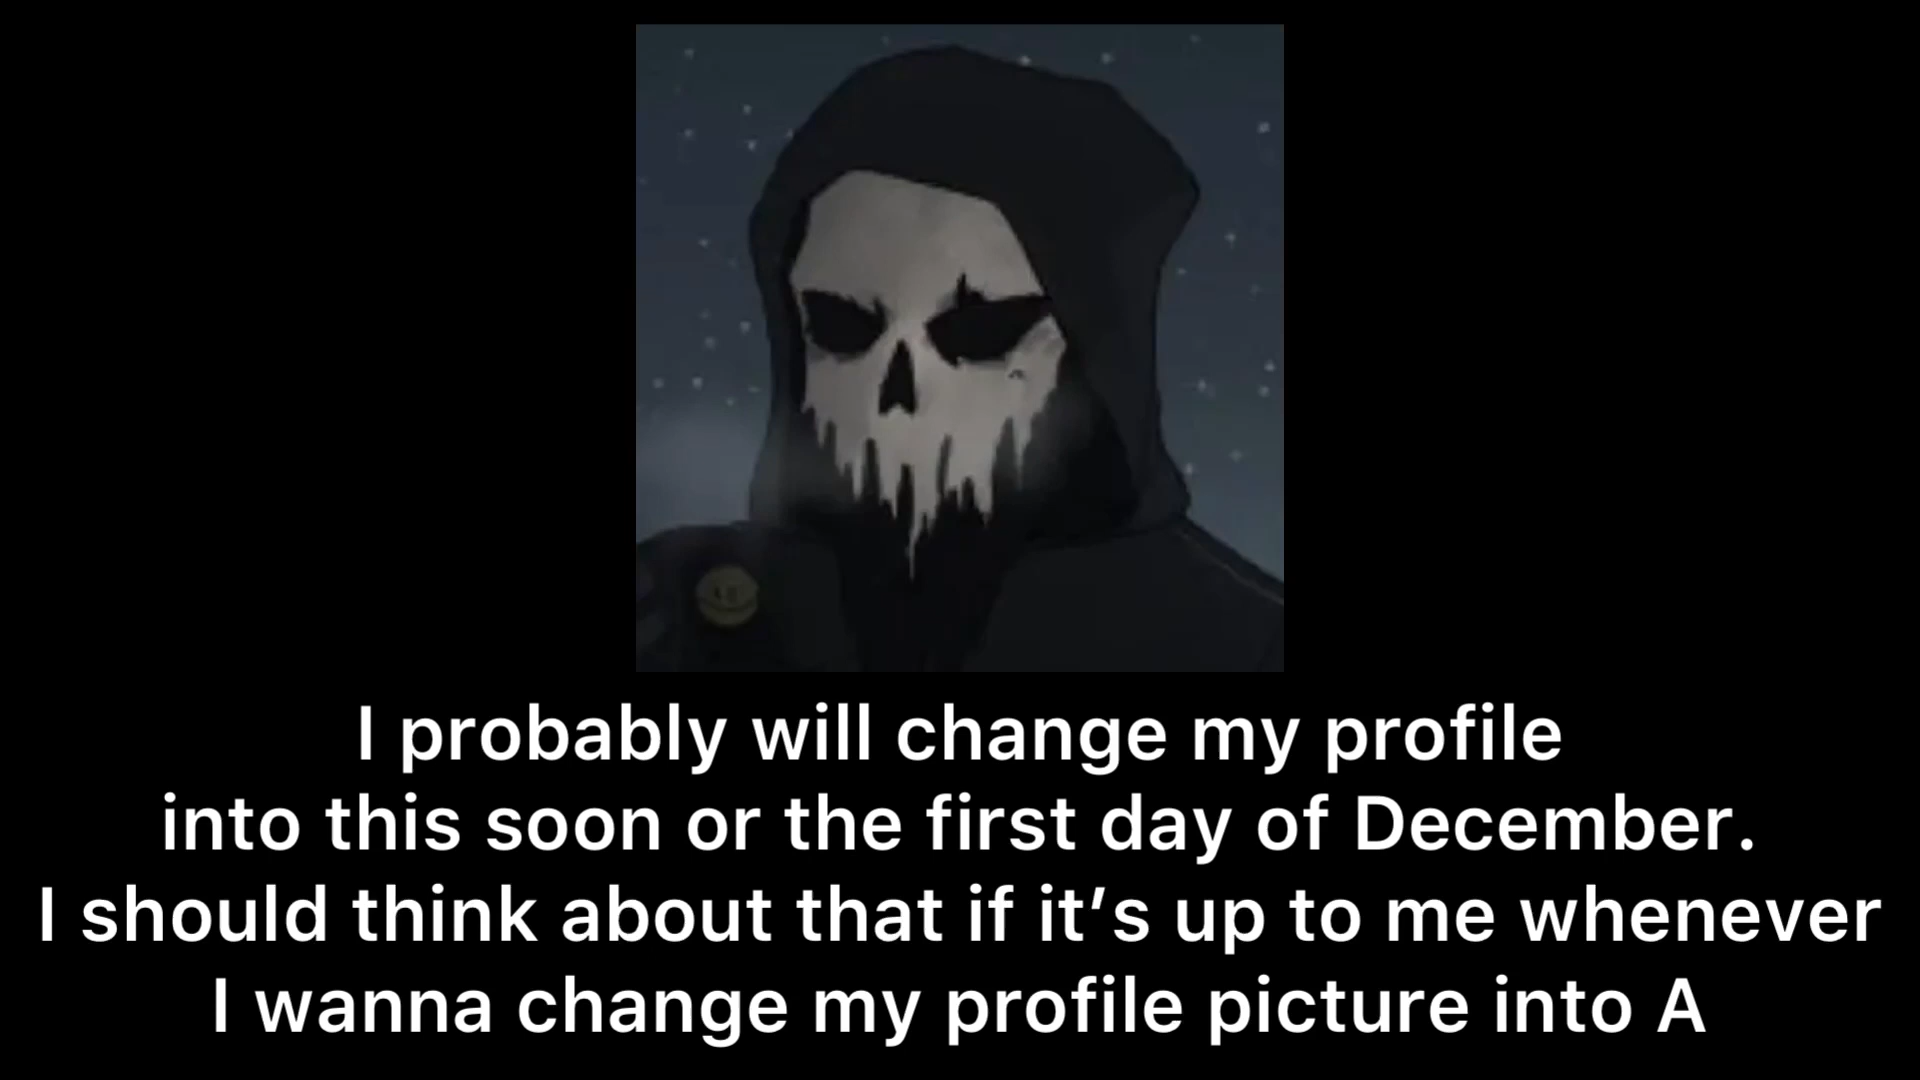 I probably will change my profile
into this soon or the first day of December.
I should think about that if it’s up to me whenever
I wanna change my profile picture into A